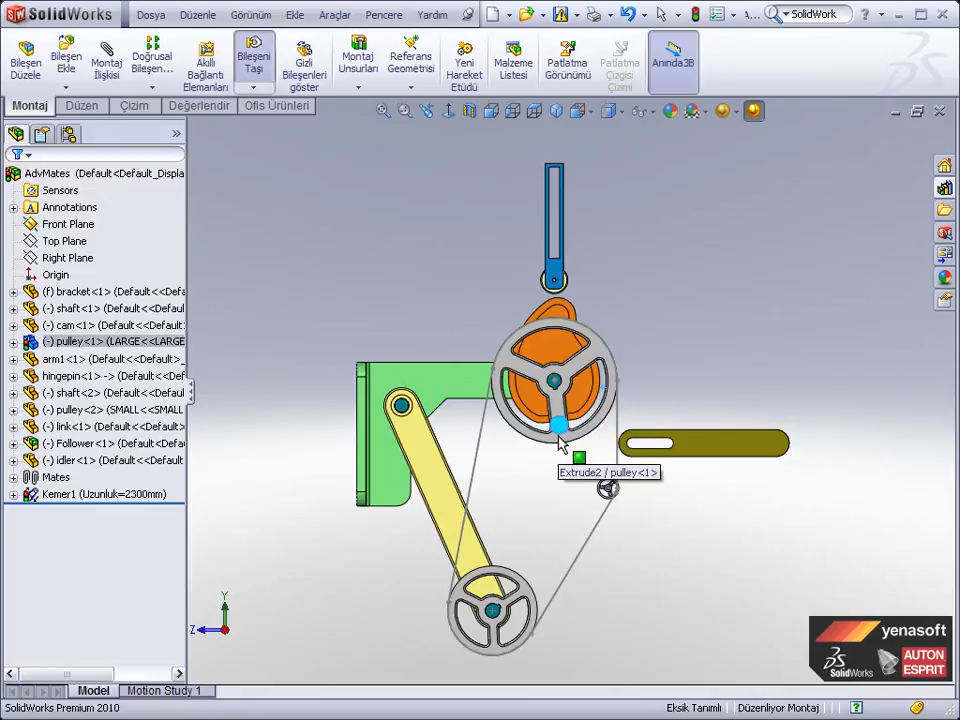 SolidWorks
Dosya Düzenle Görünüm Ekle Araçlar Pencere Yardım
SolidWork
Bileşen Düzele
Bileşen Ekle
Montaj İlişkisi
Doğrusal Bileşen...
Akıllı Bağlantı Elemanları
Bileşeni Taşı
Gizli Bileşenleri göster
Montaj Unsurları
Referans Geometrisi
Yeni Hareket Etüdü
Malzeme Listesi
Patlatma Görünümü
Patlatma Çizgisi Çizimi
Anında3B
Montaj Düzen Çizim Değerlendir Ofis Ürünleri
AdvMates (Default<Default_Displa
Sensors
Annotations
Front Plane
Top Plane
Right Plane
Origin
(f) bracket<1> (Default<<Defa
(-) shaft<1> (Default<<Default
(-) cam<1> (Default<<Default_
(-) pulley<1> (LARGE<<LARGE
arm1<1> (Default<<Default>_
hingepin<1> -> (Default<<Def
(-) shaft<2> (Default<<Default
(-) pulley<2> (SMALL<<SMALL
(-) link<1> (Default<<Default_
(-) Follower<1> (Default<<Def
(-) idler<1> (Default<<Default
Mates
Kemer1 (Uzunluk=2300mm)
Extrude2 / pulley<1>
Y
Z
yenasoft
SolidWorks
AUTON
ESPRIT
Model Motion Study 1
SolidWorks Premium 2010 Eksik Tanımlı Düzenliyor Montaj